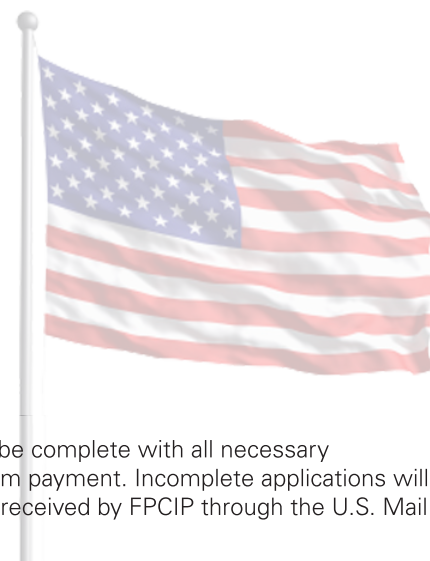 be complete with all necessary
m payment. Incomplete applications will
received by FPCIP through the U.S. Mail